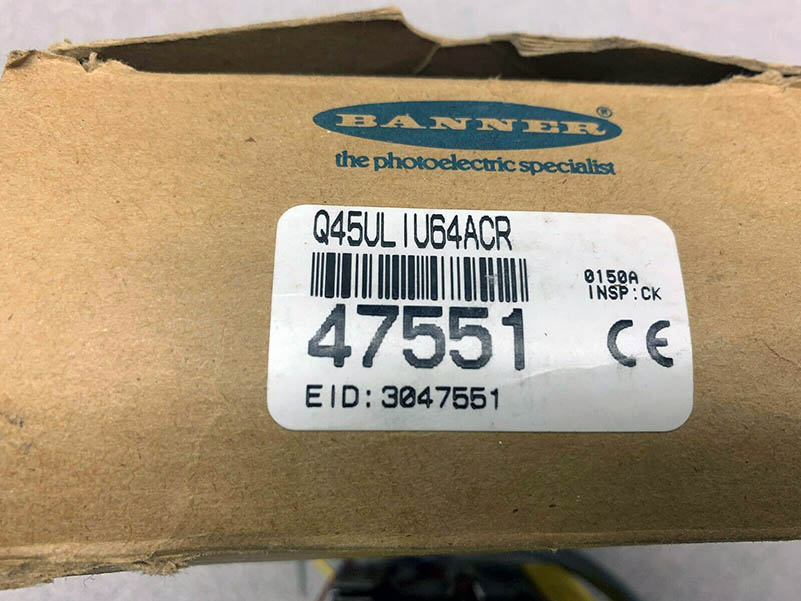 BANNER®
the photoelectric specialist
Q45ULIU64ACR
0150A
INSP:CK
47551
CE
EID: 3047551